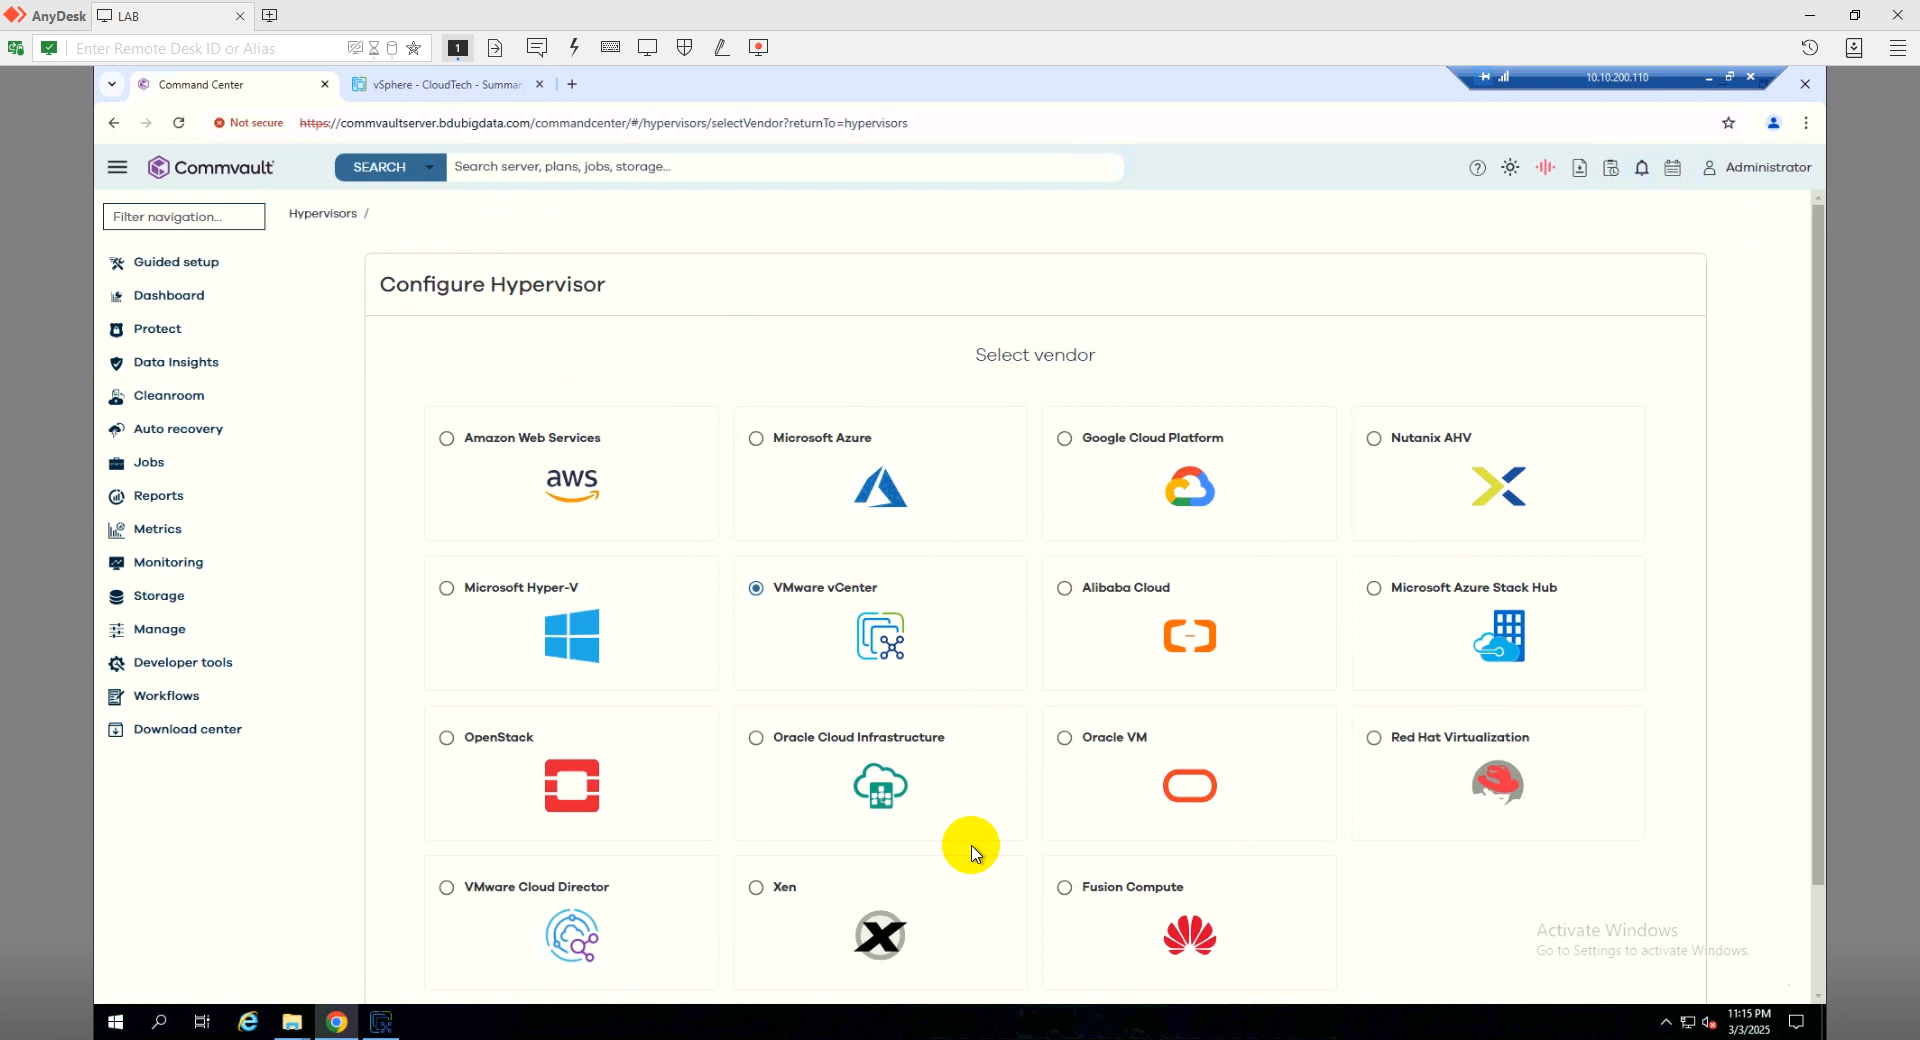 AnyDesk LAB
Enter Remote Desk ID or Alias 1
Command Center vSphere - CloudTech - Summar 10.10.200.110
Not secure https://commvaultserver.bdubigdata.com/commandcenter/#/hypervisors/selectVendor?returnTo=hypervisors
Commvault SEARCH Search server, plans, jobs, storage... Administrator
Filter navigation... Hypervisors /
Guided setup
Dashboard
Protect
Data Insights
Cleanroom
Auto recovery
Jobs
Reports
Metrics
Monitoring
Storage
Manage
Developer tools
Workflows
Download center
Configure Hypervisor
Select vendor
Amazon Web Services Microsoft Azure Google Cloud Platform Nutanix AHV
aws
Microsoft Hyper-V VMware vCenter Alibaba Cloud Microsoft Azure Stack Hub
OpenStack Oracle Cloud Infrastructure Oracle VM Red Hat Virtualization
VMware Cloud Director Xen Fusion Compute
Activate Windows
Go to Settings to activate Windows.
11:15 PM
3/3/2025